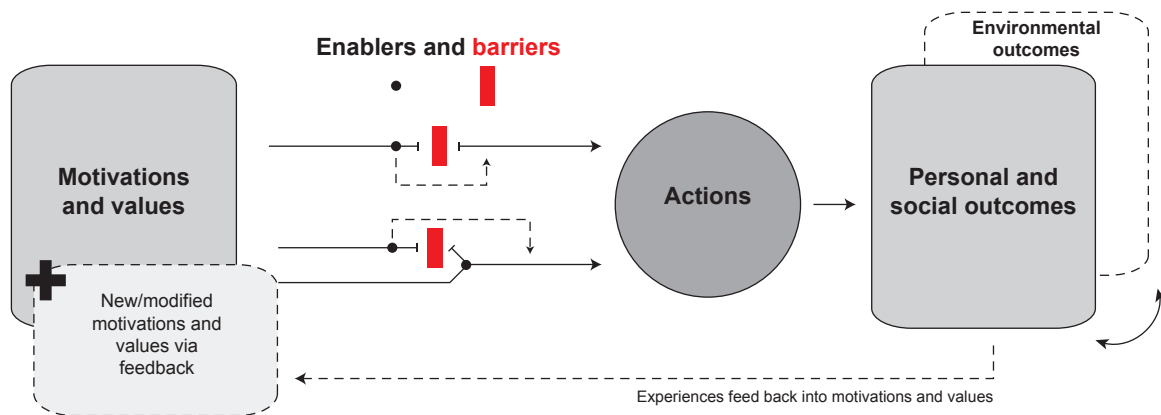 Enablers and barriers
Environmental
outcomes
Motivations
and values
Actions
Personal and
social outcomes
New/modified
motivations and
values via
feedback
Experiences feed back into motivations and values